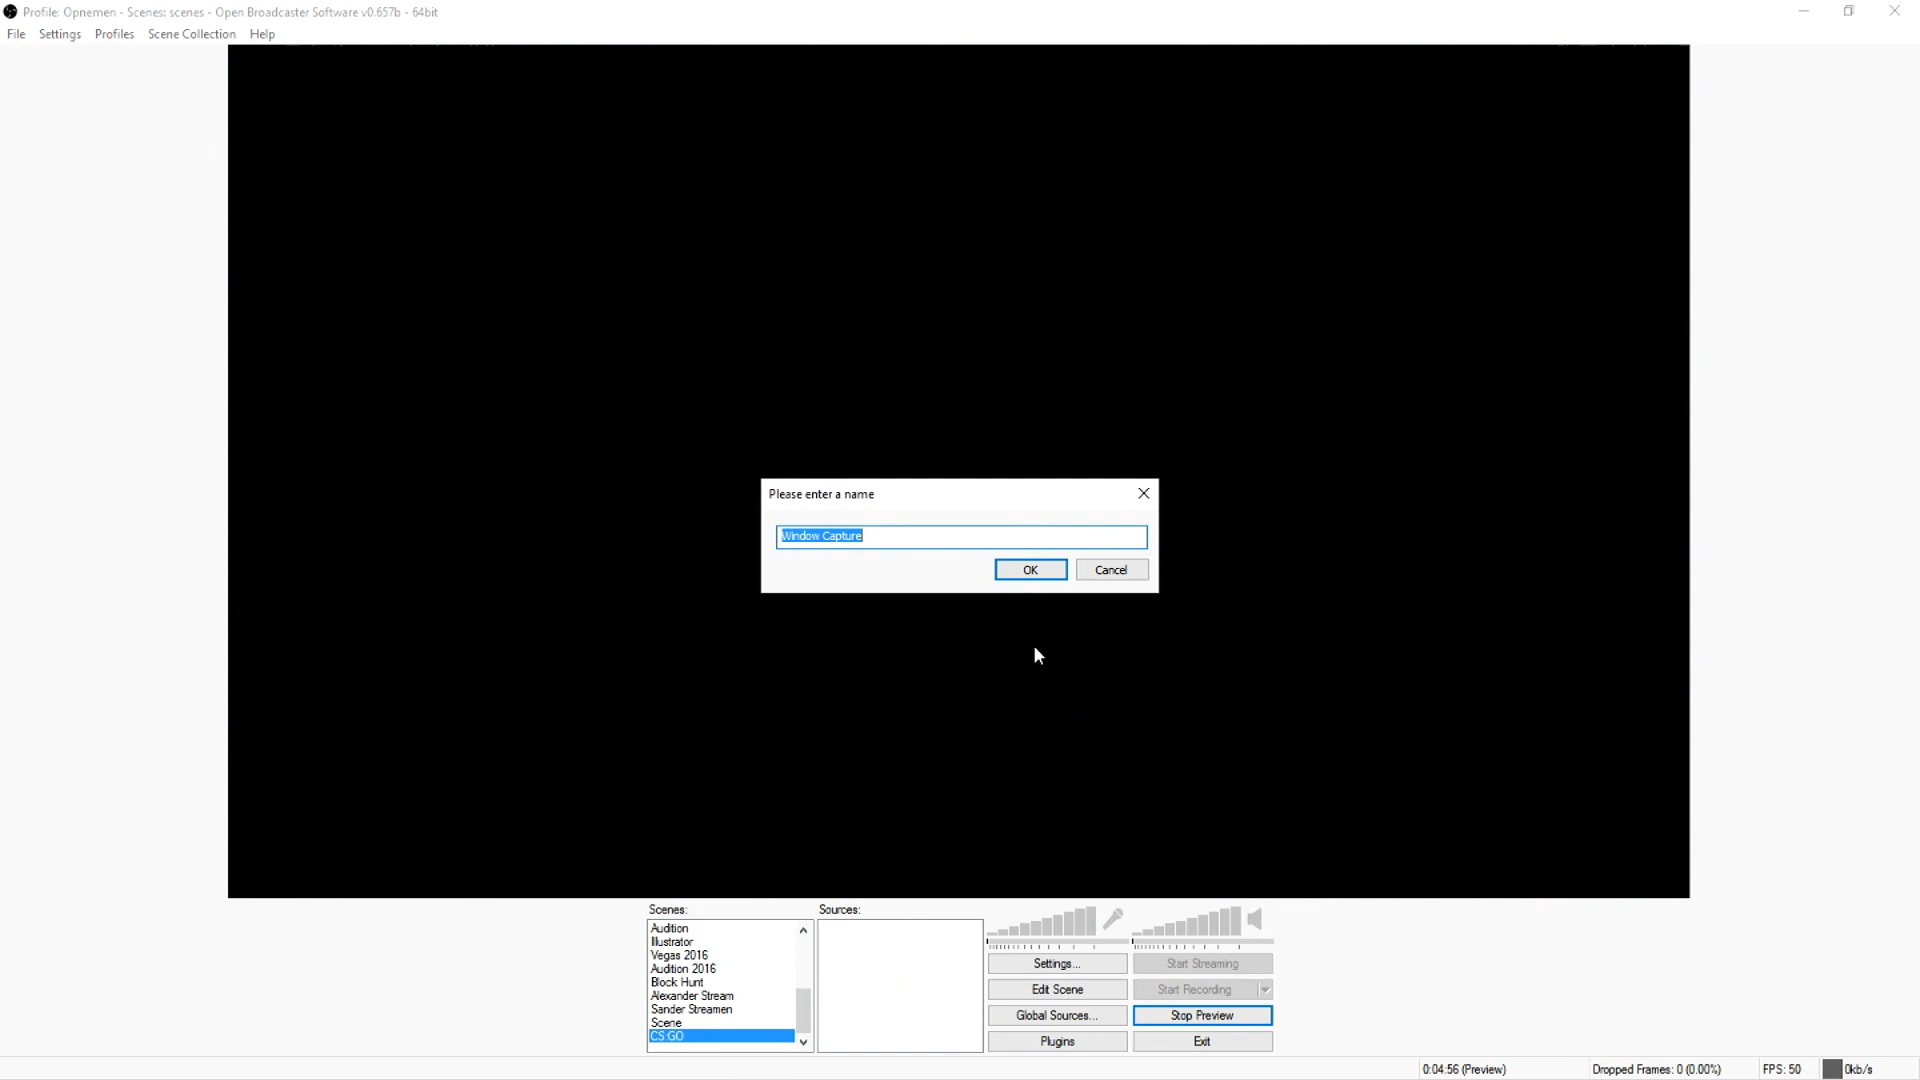 Profile: Opnemen - Scenes: scenes - Open Broadcaster Software v0.657b - 64bit
File Settings Profiles Scene Collection Help
Please enter a name
Window Capture
OK Cancel
Scenes:
Audition
Illustrator
Vegas 2016
Audition 2016
Block Hunt
Alexander Stream
Sander Streamen
Scene
CS:GO
Sources:
Settings... Start Streaming
Edit Scene Start Recording
Global Sources... Stop Preview
Plugins Exit
0:04:56 (Preview) Dropped Frames: 0 (0.00%) FPS: 50 0kb/s